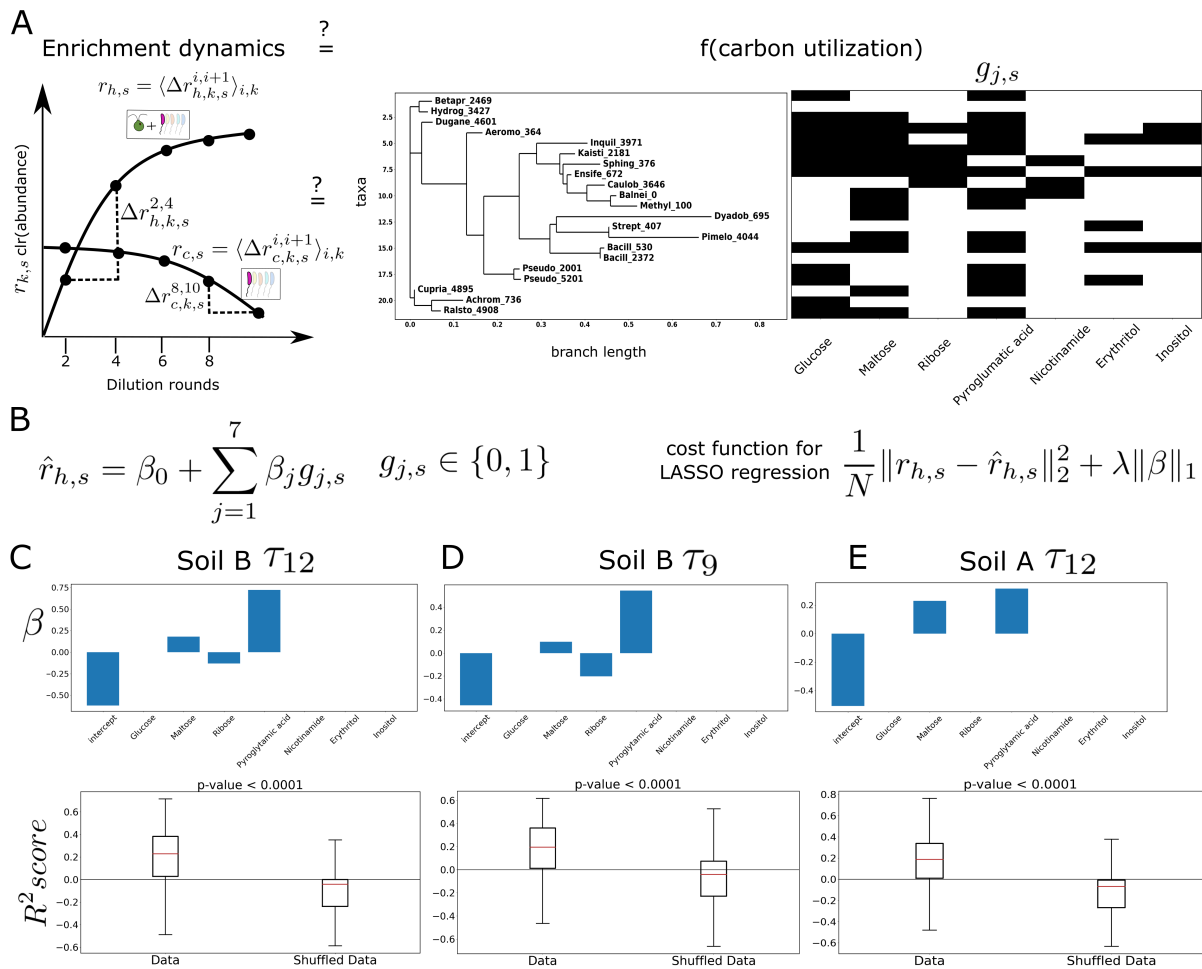 A
Enrichment dynamics
?
=
f(carbon utilization)
g_{j,s}
r_{h,s} = ⟨Δr^{i,i+1}_{h,k,s}⟩_{i,k}
+
Δr^{2,4}_{h,k,s}
?
=
r_{c,s} = ⟨Δr^{i,i+1}_{c,k,s}⟩_{i,k}
Δr^{8,10}_{c,k,s}
r_{k,s} clr(abundance)
2 4 6 8
Dilution rounds
taxa
2.5
5.0
7.5
10.0
12.5
15.0
17.5
20.0
Betapr_2469
Hydrog_3427
Dugane_4601
Aeromo_364
Inquil_3971
Kaisti_2181
Sphing_376
Ensife_672
Caulob_3646
Balnei_0
Methyl_100
Dyadob_695
Strept_407
Pimelo_4044
Bacill_530
Bacill_2372
Pseudo_2001
Pseudo_5201
Cupria_4895
Achrom_736
Ralsto_4908
0.0 0.1 0.2 0.3 0.4 0.5 0.6 0.7 0.8
branch length
Glucose
Maltose
Ribose
Pyroglumatic acid
Nicotinamide
Erythritol
Inositol
B
r̂_{h,s} = β_0 + ∑_{j=1}^{7} β_j g_{j,s} g_{j,s} ∈ {0, 1}
cost function for
LASSO regression
\frac{1}{N} ‖r_{h,s} − r̂_{h,s}‖_2^2 + λ‖β‖_1
C
Soil B τ_{12}
β
0.75
0.50
0.25
0.00
−0.25
−0.50
intercept
Glucose
Maltose
Ribose
Pyroglytamic acid
Nicotinamide
Erythritol
Inositol
D
Soil B τ_9
0.4
0.2
0.0
−0.2
−0.4
intercept
Glucose
Maltose
Ribose
Pyroglytamic acid
Nicotinamide
Erythritol
Inositol
E
Soil A τ_{12}
0.2
0.0
−0.2
−0.4
intercept
Glucose
Maltose
Ribose
Pyroglytamic acid
Nicotinamide
Erythritol
Inositol
p-value < 0.0001
R^2 score
0.6
0.4
0.2
0.0
−0.2
−0.4
−0.6
Data Shuffled Data
p-value < 0.0001
0.6
0.4
0.2
0.0
−0.2
−0.4
−0.6
Data Shuffled Data
p-value < 0.0001
0.8
0.6
0.4
0.2
0.0
−0.2
−0.4
−0.6
Data Shuffled Data